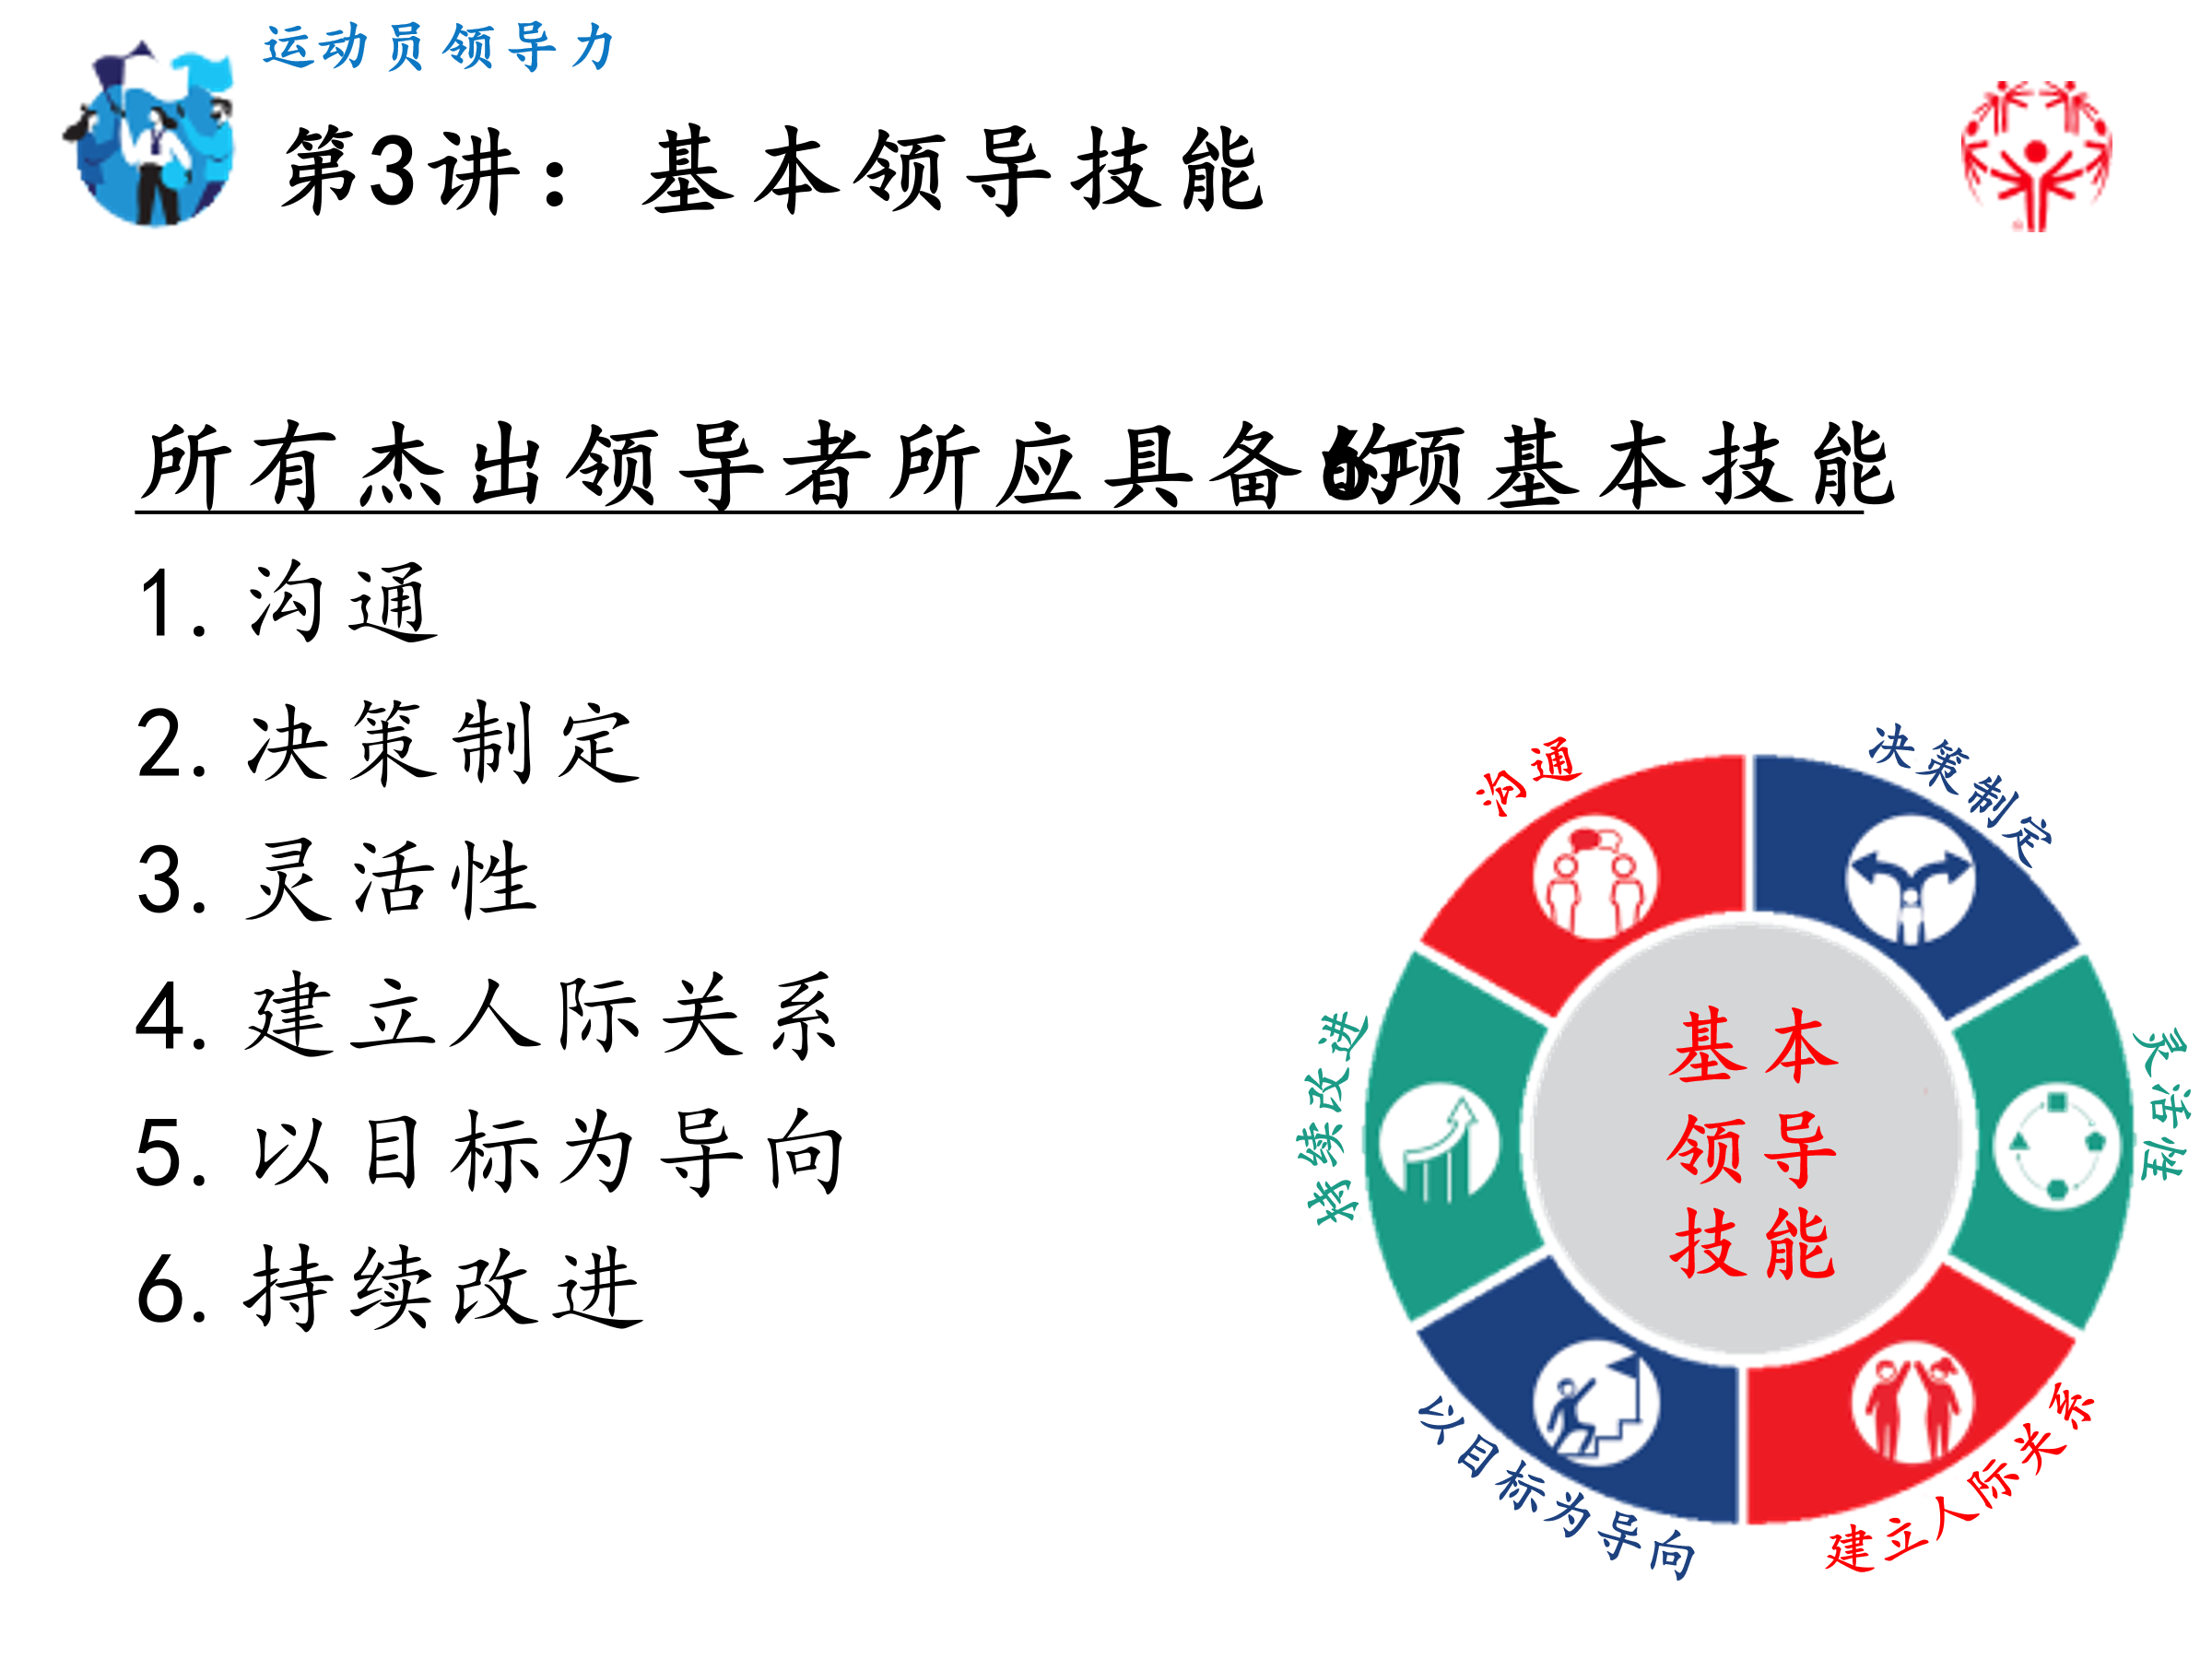 运动员领导力
第3讲：基本领导技能
所有杰出领导者所应具备的6项基本技能
1.沟通
2.决策制定
3.灵活性
4.建立人际关系
5.以目标为导向
6.持续改进
沟通
决策制定
灵活性
建立人际关系
以目标为导向
持续改进
基本
领导
技能